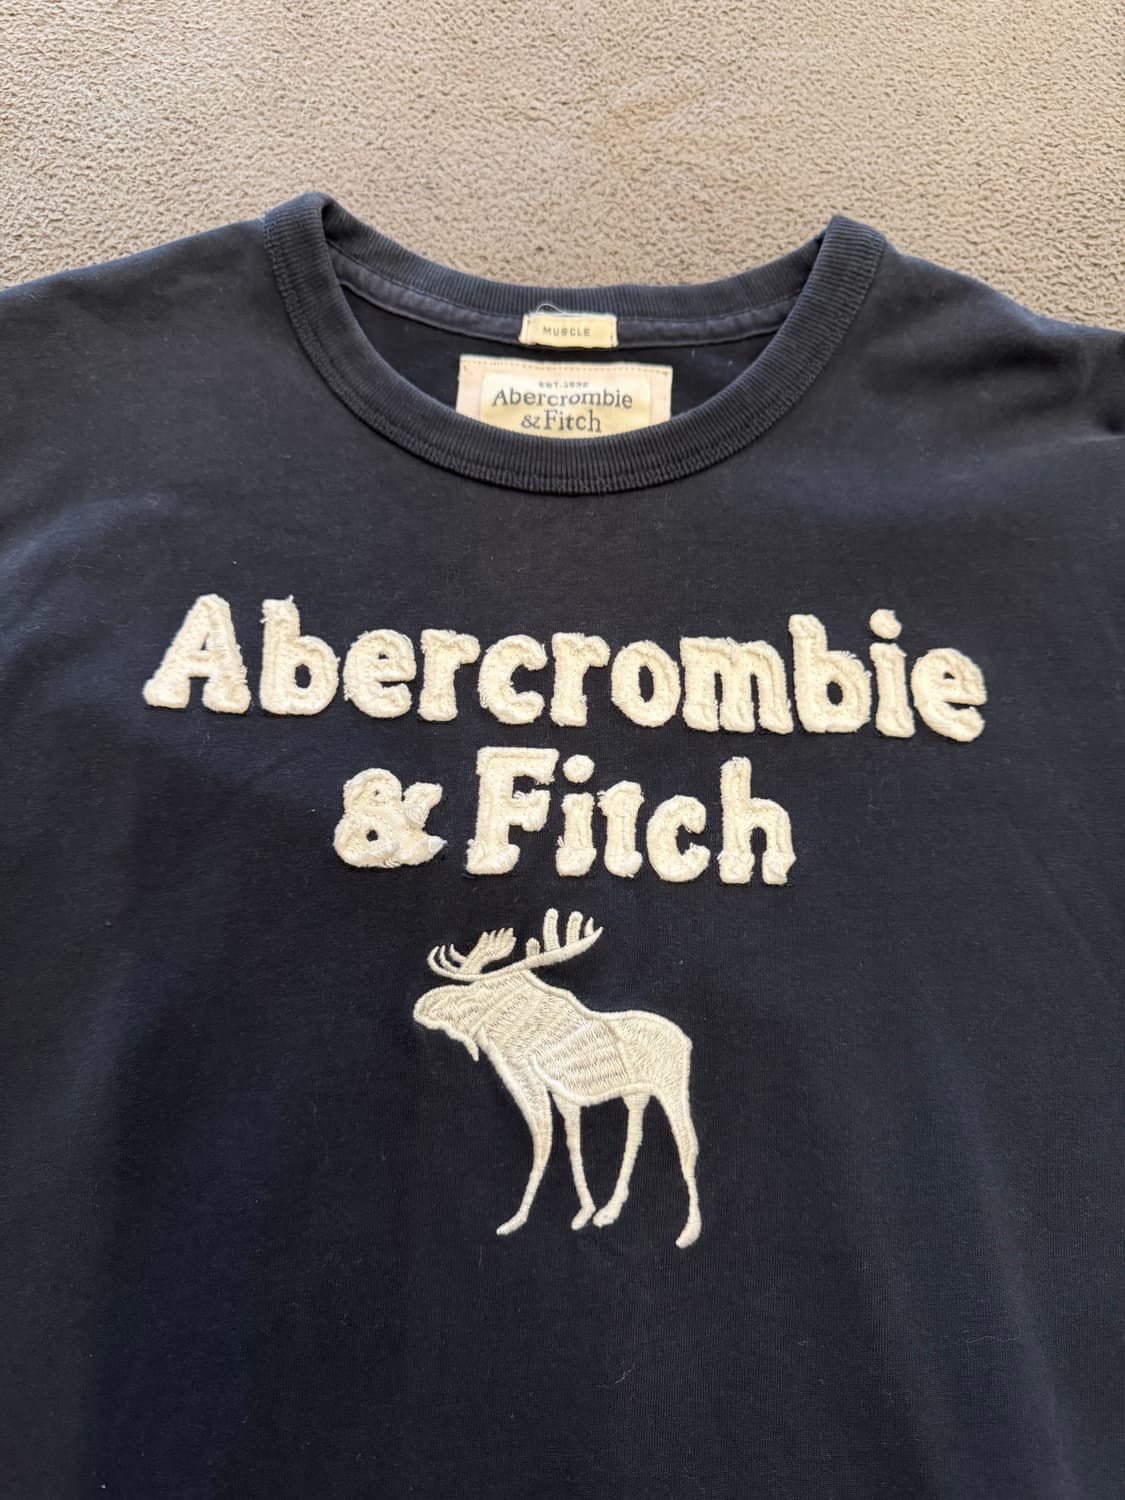 MUSCLE
EST. 1892
Abercrombie
& Fitch
Abercrombie
& Fitch